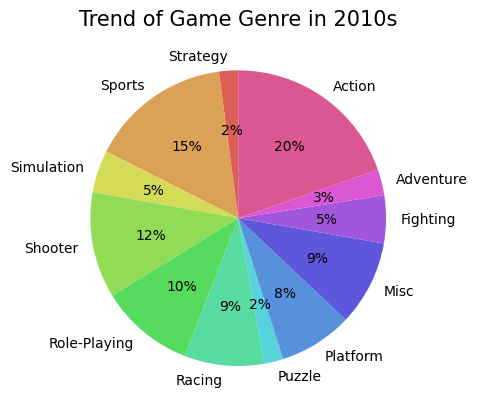 Trend of Game Genre in 2010s
Strategy
2%
Sports
15%
Simulation
5%
Shooter
12%
Role-Playing
10%
Racing
9%
Puzzle
2%
Platform
8%
Misc
9%
Fighting
5%
Adventure
3%
Action
20%